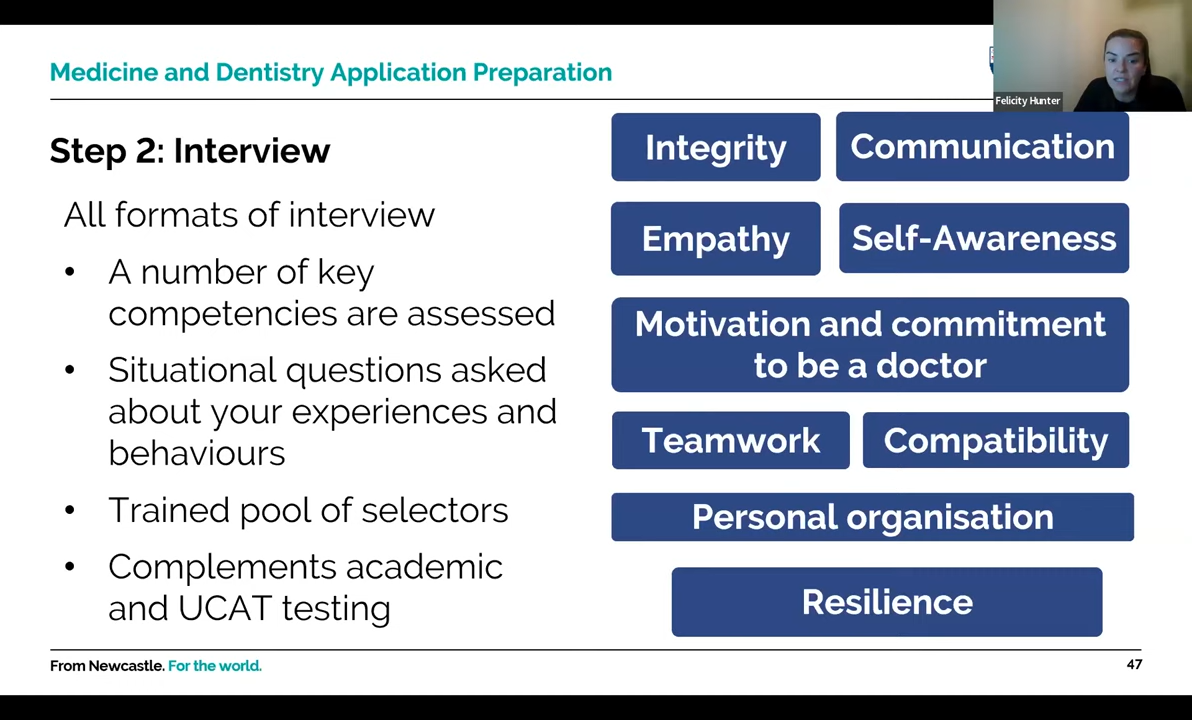 Medicine and Dentistry Application Preparation
Felicity Hunter
Step 2: Interview
All formats of interview
• A number of key
competencies are assessed
• Situational questions asked
about your experiences and
behaviours
• Trained pool of selectors
• Complements academic
and UCAT testing
Integrity
Communication
Empathy
Self-Awareness
Motivation and commitment
to be a doctor
Teamwork
Compatibility
Personal organisation
Resilience
From Newcastle. For the world.
47